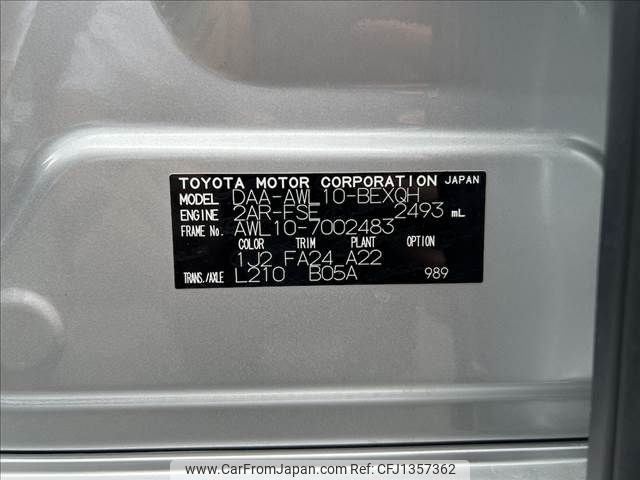 TOYOTA MOTOR CORPORATION JAPAN
MODEL DAA-AWL10-BEXQH
ENGINE 2AR-FSE 2493 mL
FRAME No. AWL10-7002483
COLOR TRIM PLANT OPTION
1J2 FA24 A22
TRANS./AXLE L210 B05A 989
www.CarFromJapan.com - CFJ1357362